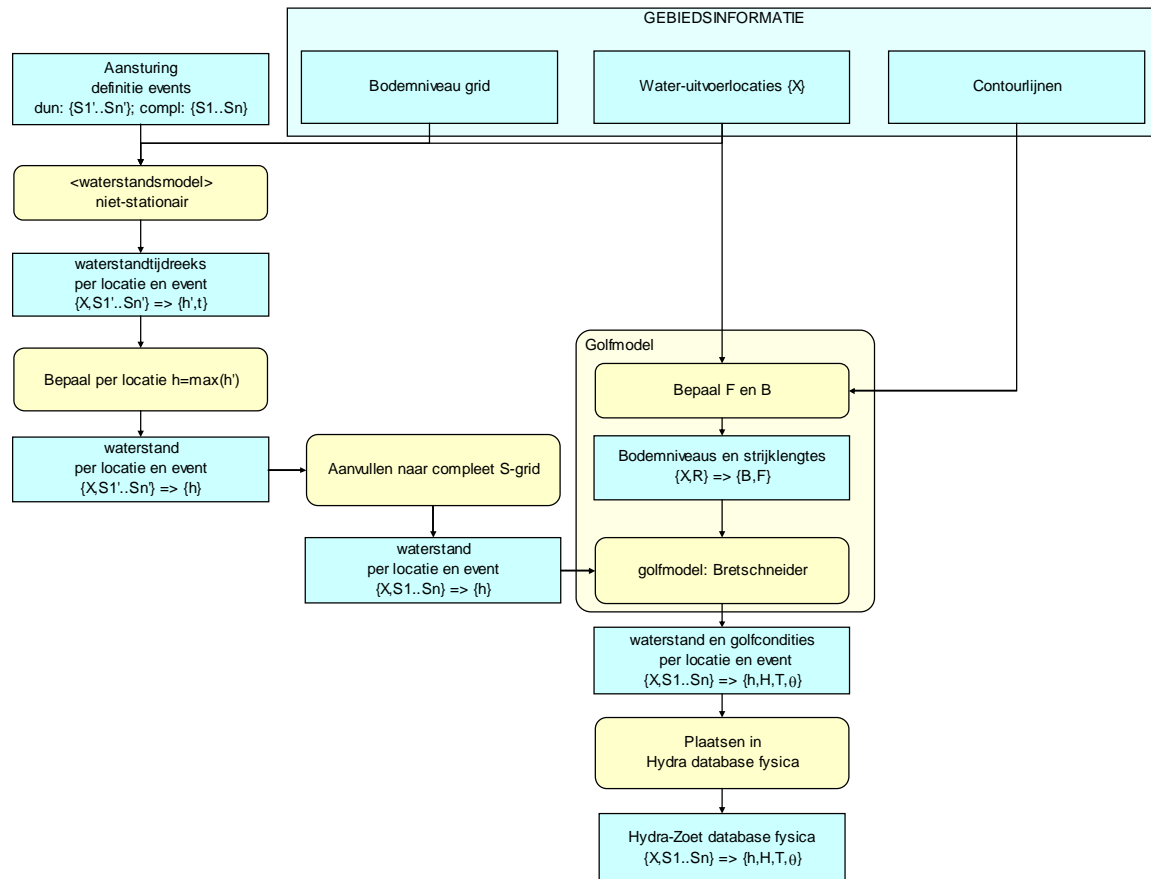 GEBIEDSINFORMATIE
Aansturing
definitie events
dun: {S1'..Sn'}; compl: {S1..Sn}
Bodemniveau grid
Water-uitvoerlocaties {X}
Contourlijnen
<waterstandsmodel>
niet-stationair
waterstandtijdreeks
per locatie en event
{X,S1'..Sn'} => {h',t}
Bepaal per locatie h=max(h')
waterstand
per locatie en event
{X,S1'..Sn'} => {h}
Aanvullen naar compleet S-grid
waterstand
per locatie en event
{X,S1..Sn} => {h}
Golfmodel
Bepaal F en B
Bodemniveaus en strijklengtes
{X,R} => {B,F}
golfmodel: Bretschneider
waterstand en golfcondities
per locatie en event
{X,S1..Sn} => {h,H,T,θ}
Plaatsen in
Hydra database fysica
Hydra-Zoet database fysica
{X,S1..Sn} => {h,H,T,θ}